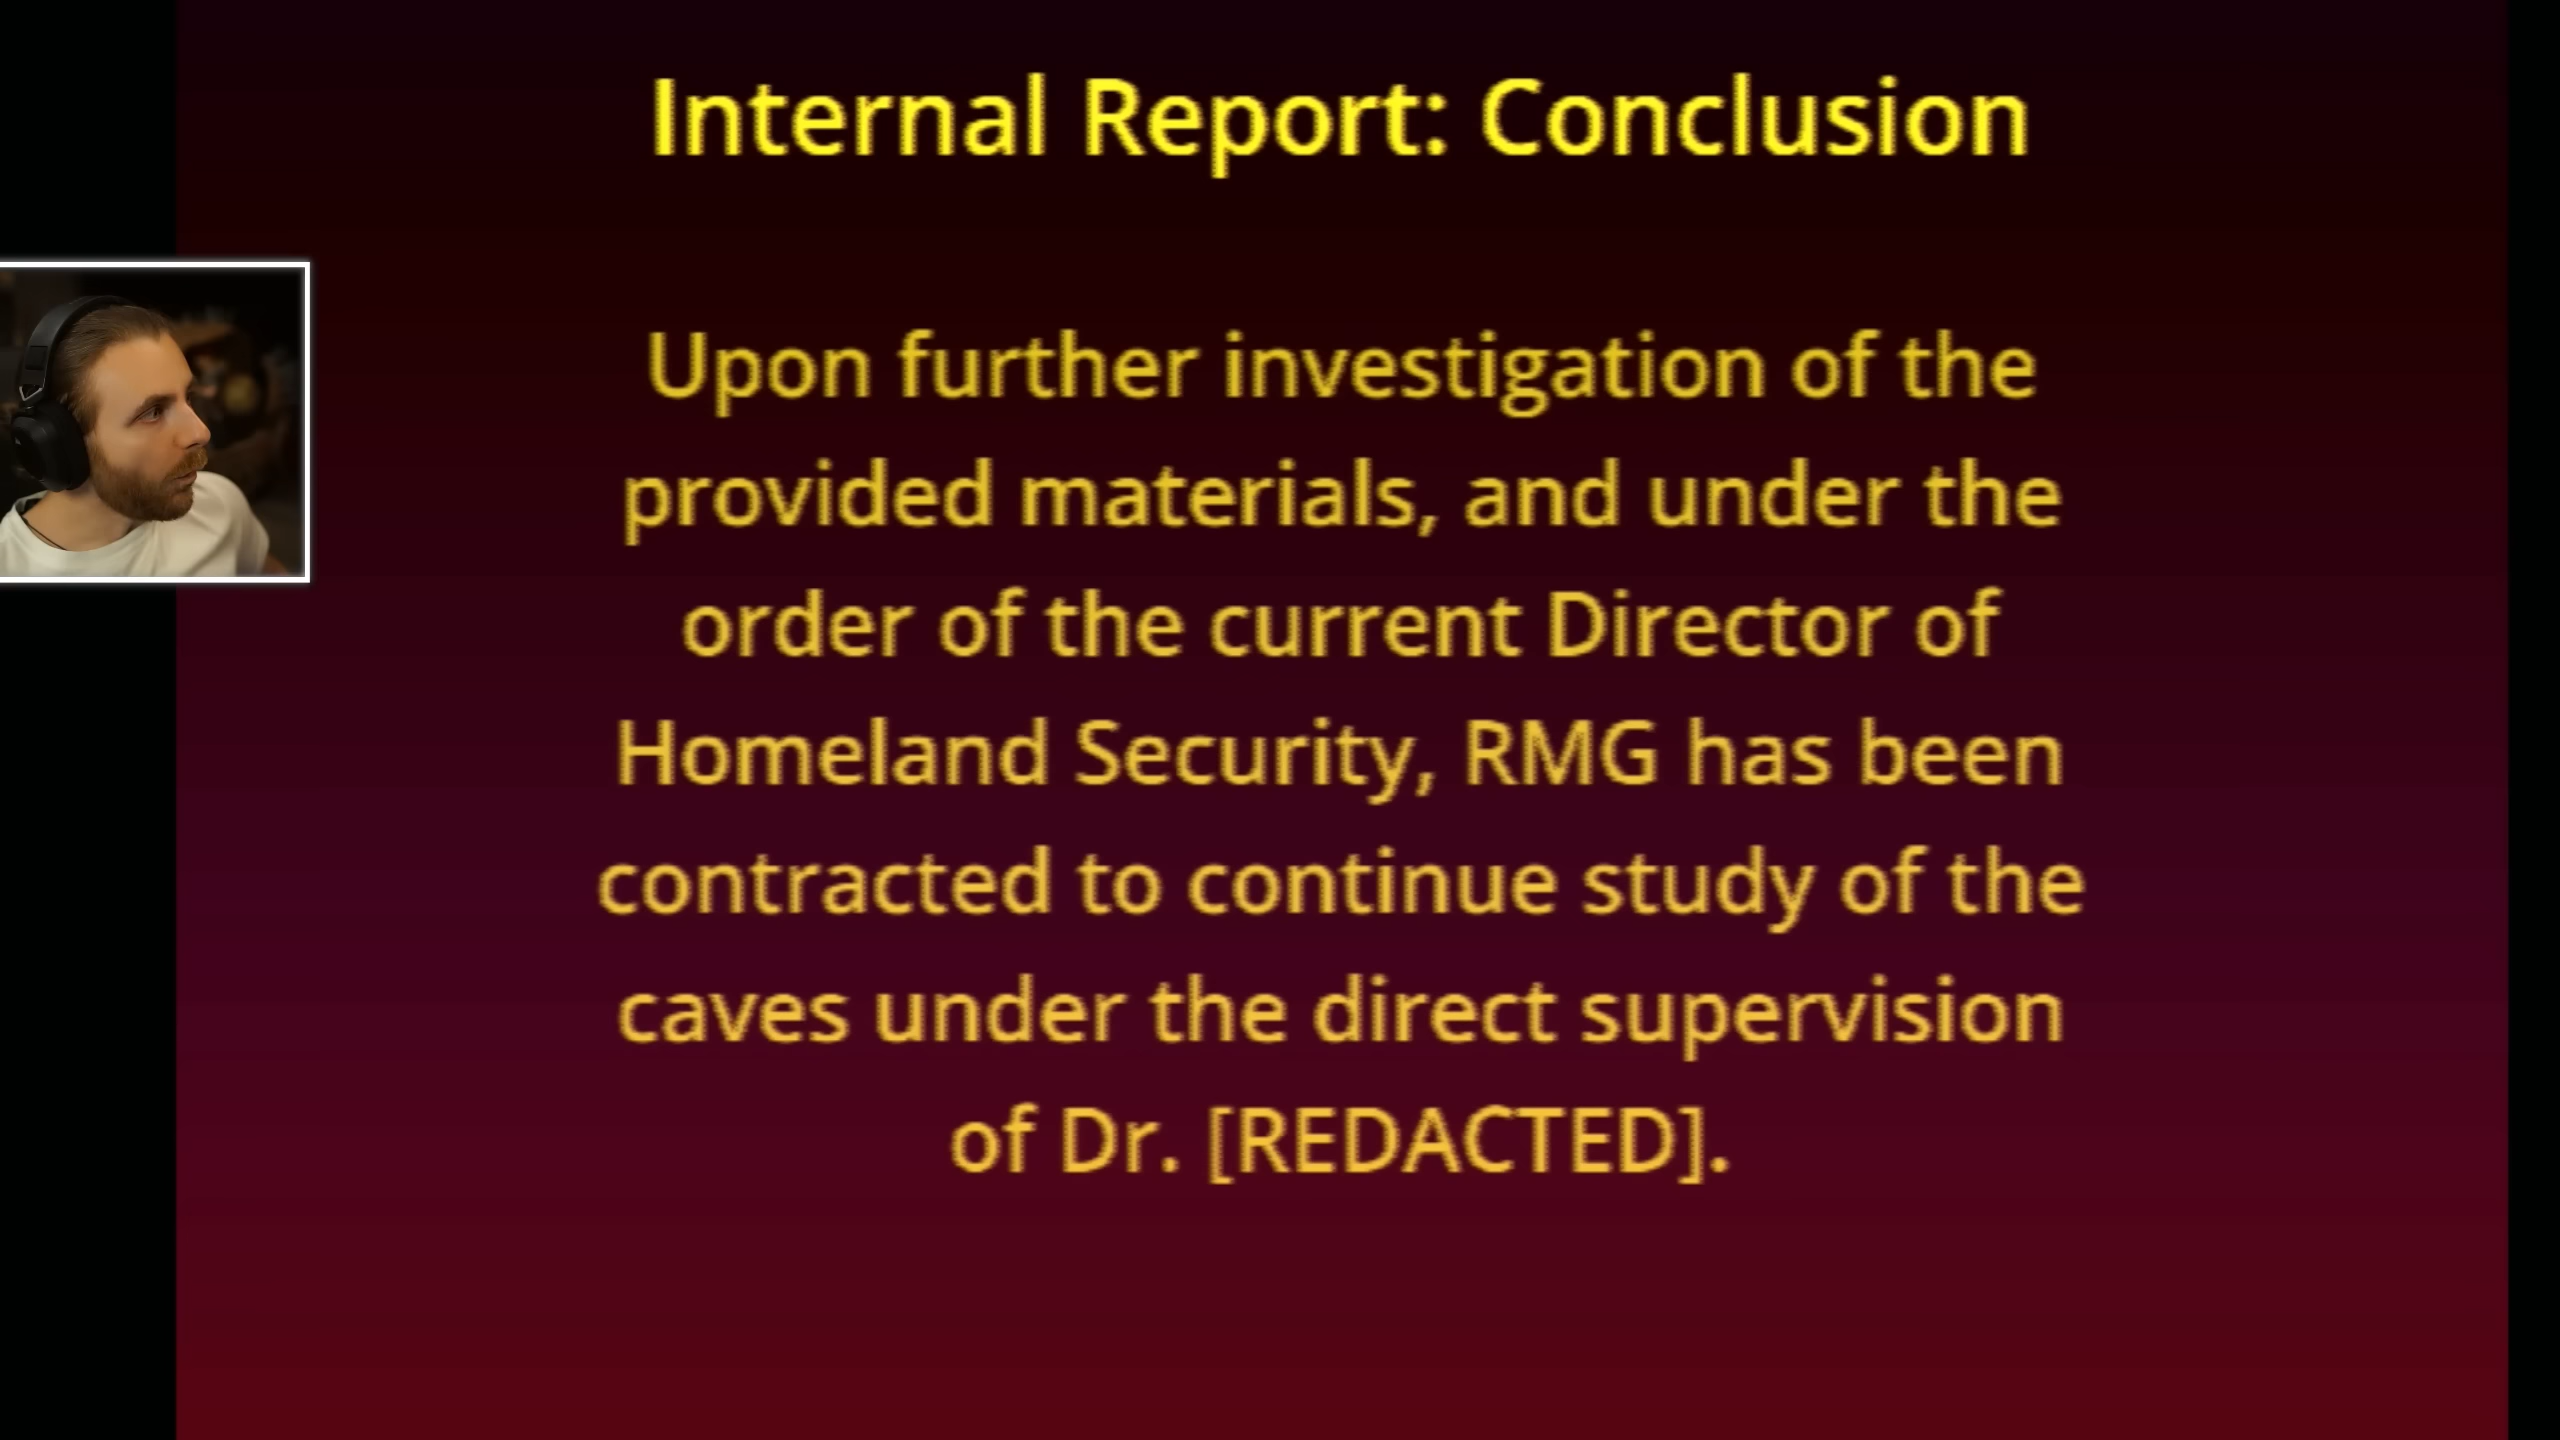 Internal Report: Conclusion
Upon further investigation of the
provided materials, and under the
order of the current Director of
Homeland Security, RMG has been
contracted to continue study of the
caves under the direct supervision
of Dr. [REDACTED].